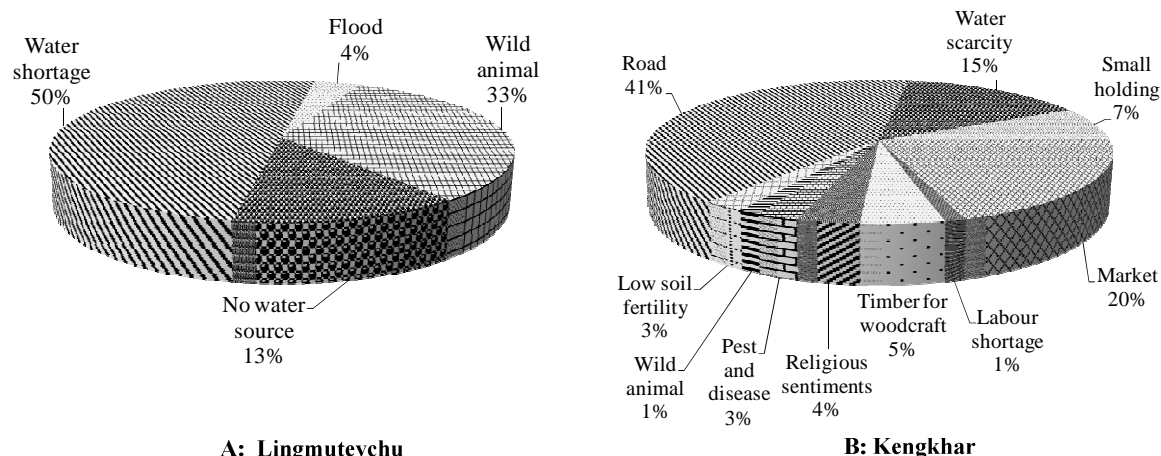 Water
shortage
50%
Flood
4%
Wild
animal
33%
No water
source
13%
A: Lingmuteychu
Road
41%
Water
scarcity
15%
Small
holding
7%
Market
20%
Labour
shortage
1%
Timber for
woodcraft
5%
Religious
sentiments
4%
Pest
and
disease
3%
Wild
animal
1%
Low soil
fertility
3%
B: Kengkhar